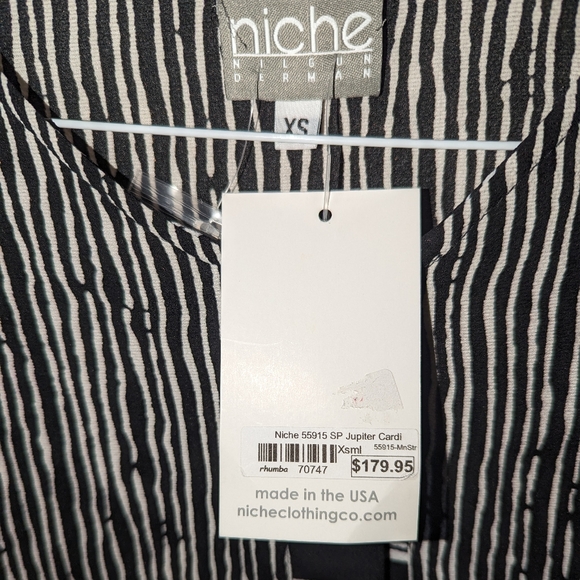 niche
NILGUN
DERMAN
XS
Niche 55915 SP Jupiter Cardi
Xsml 55915-MnStr
rhumba 70747 $179.95
made in the USA
nicheclothingco.com